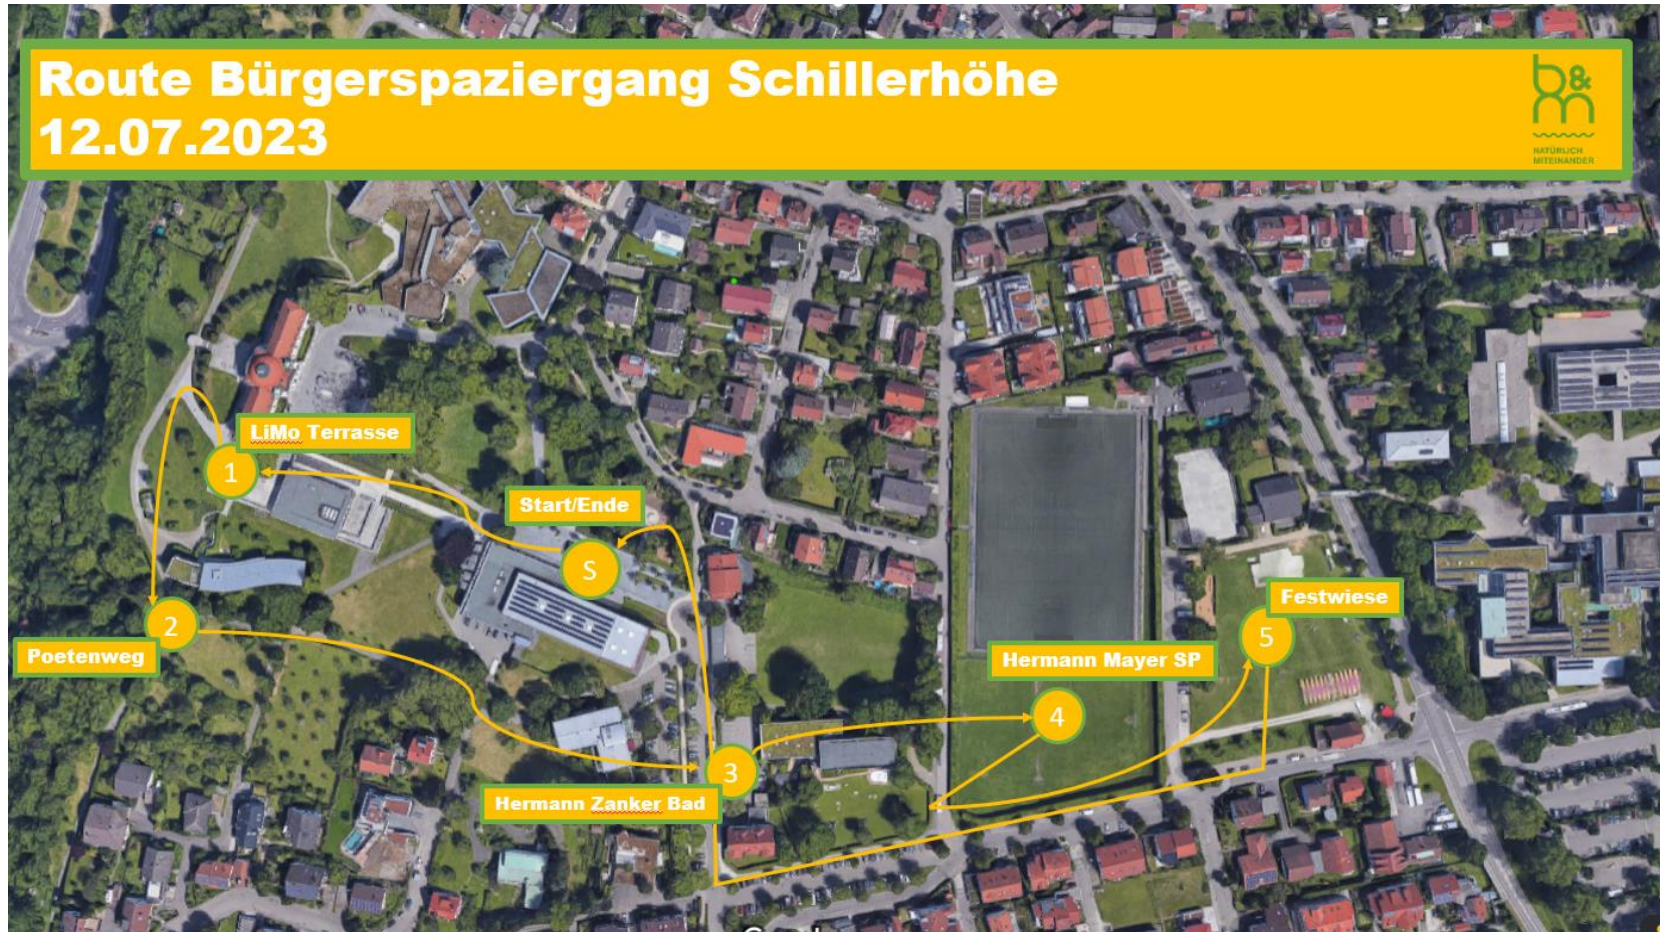 Route Bürgerspaziergang Schillerhöhe
12.07.2023
b&
m
NATÜRLICH
MITEINANDER
LiMo Terrasse
1
Start/Ende
S
Festwiese
5
2
Poetenweg
Hermann Mayer SP
4
3
Hermann Zanker Bad